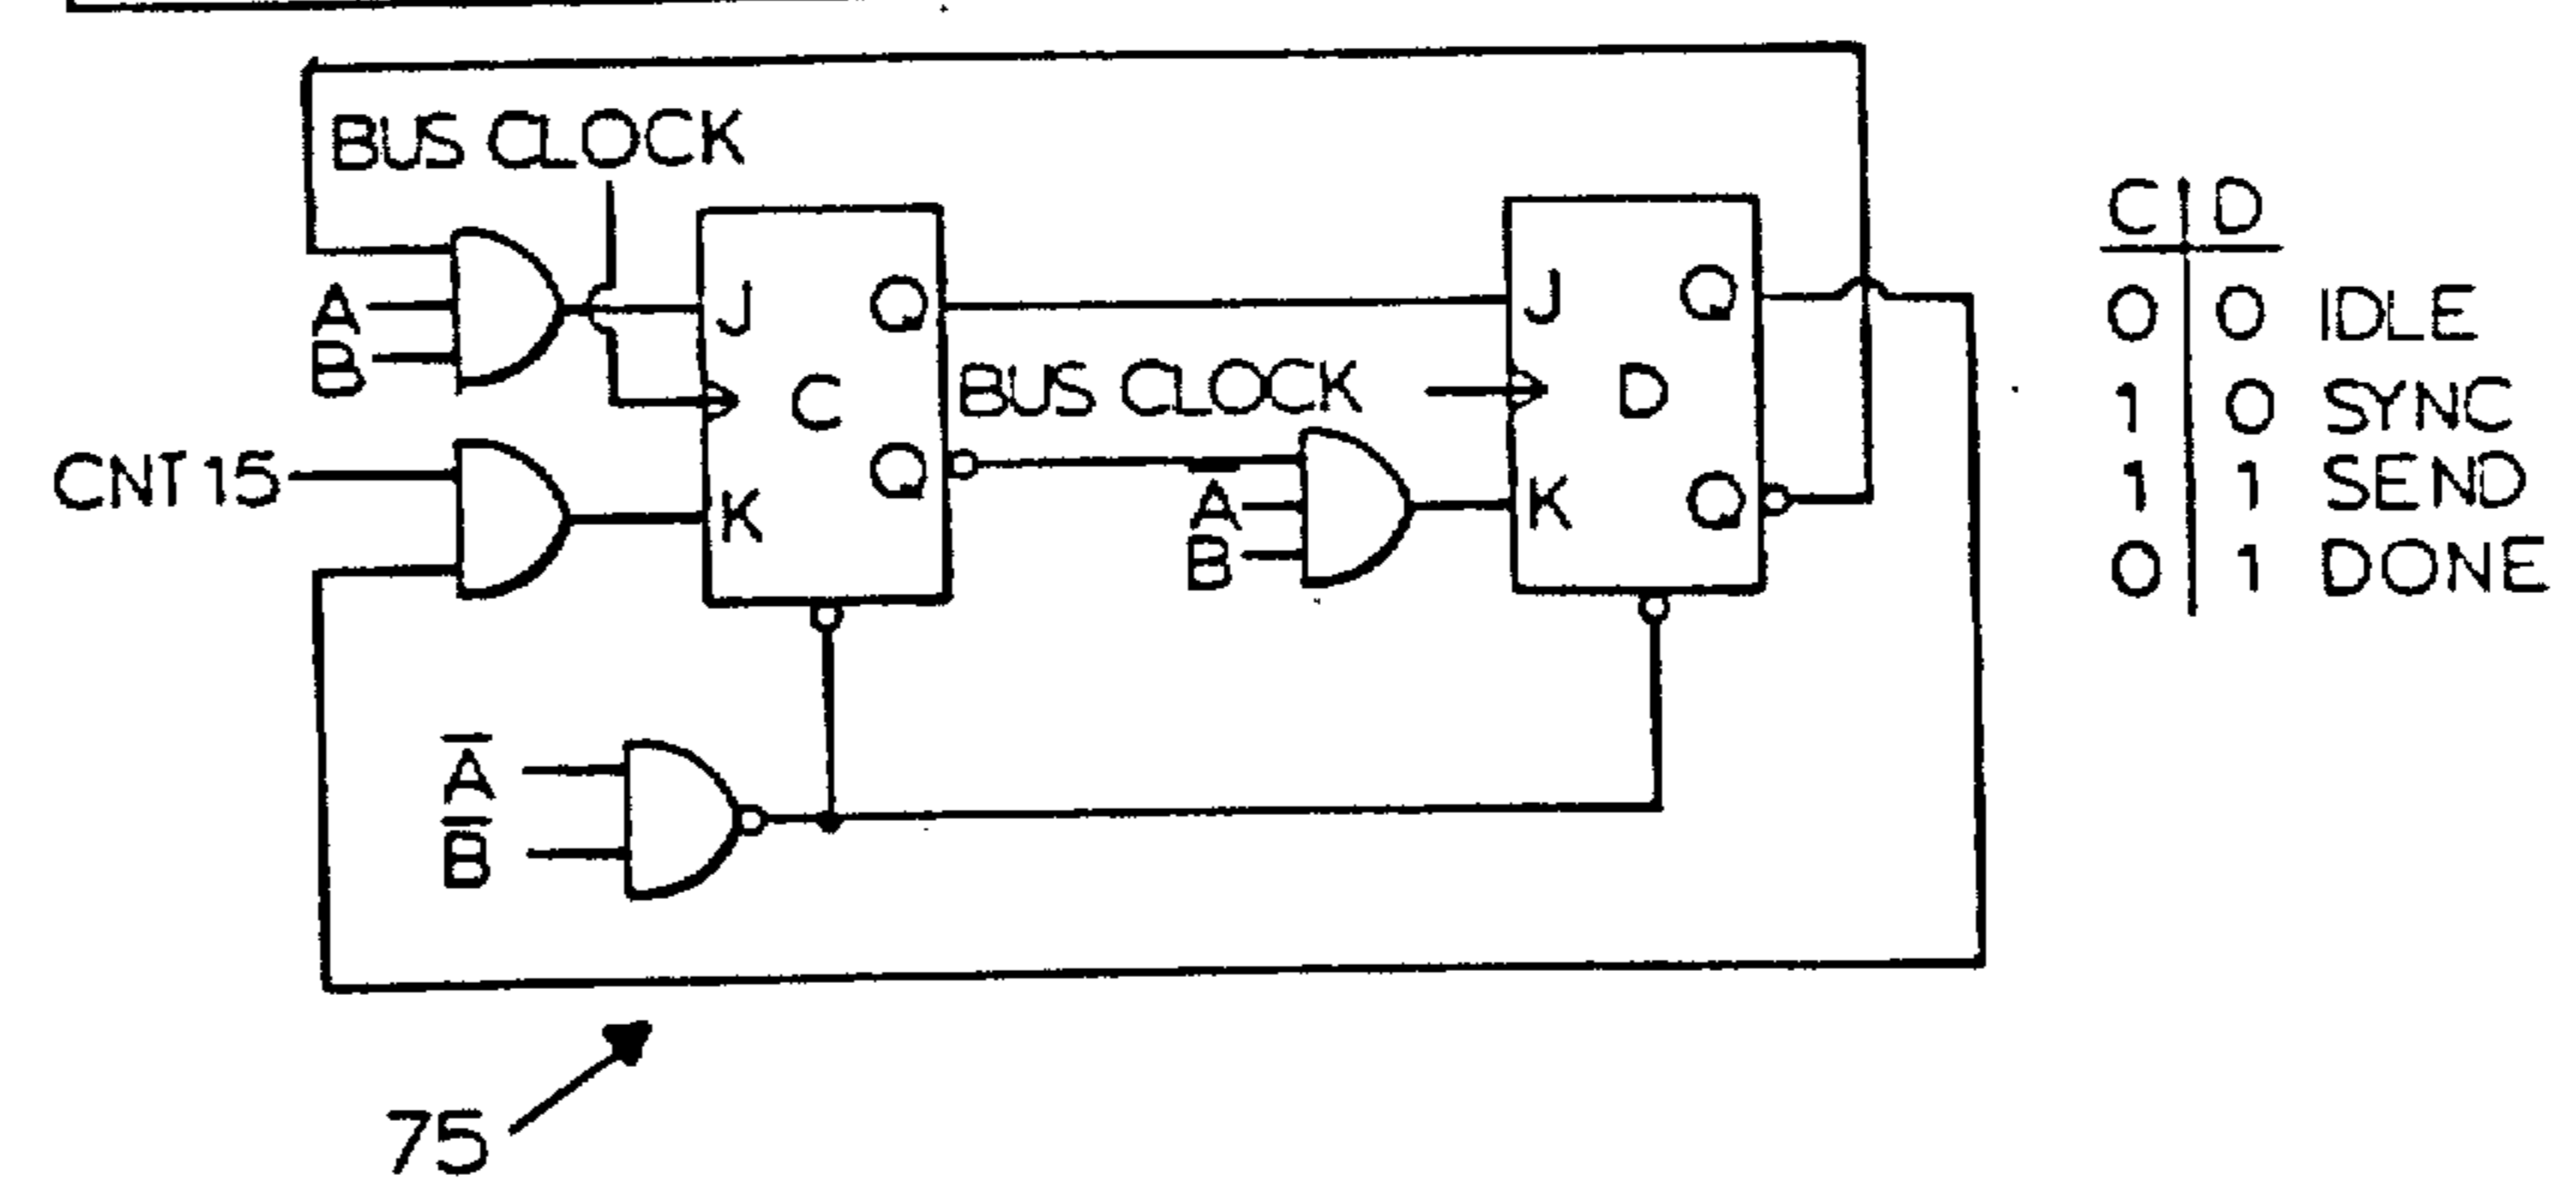 BUS CLOCK
A
B
J
Q
C
Q
K
CNT 15
BUS CLOCK
A̅
B
J
Q
D
K
Q
A̅
B̅
75
C D
0 0 IDLE
1 0 SYNC
1 1 SEND
0 1 DONE